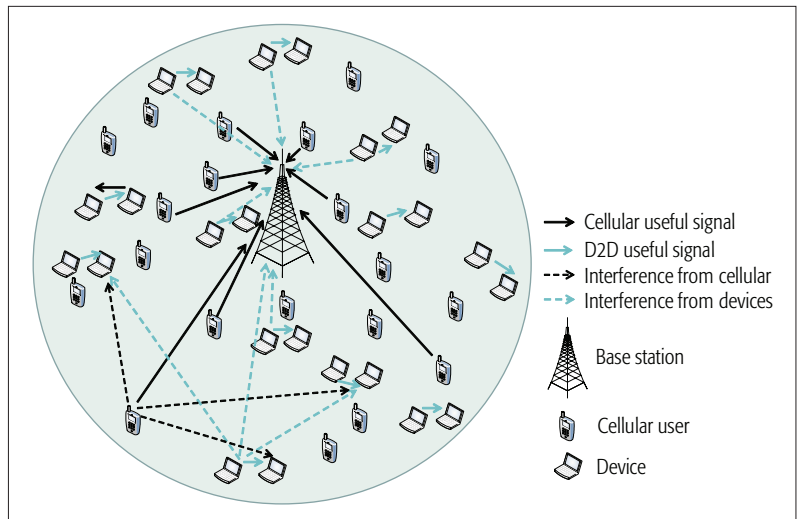 Cellular useful signal
D2D useful signal
Interference from cellular
Interference from devices
Base station
Cellular user
Device